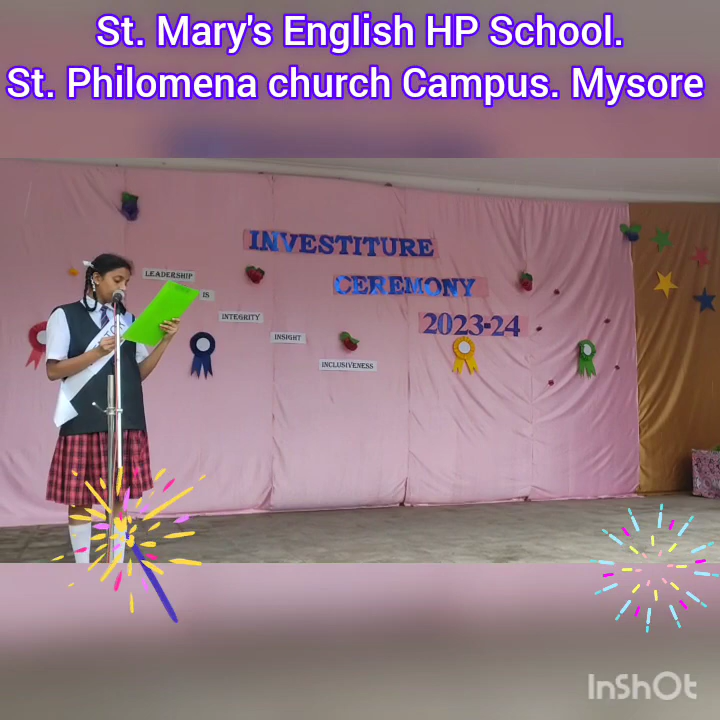 St. Mary's English HP School.
St. Philomena church Campus. Mysore
INVESTITURE
CEREMONY
2023-24
LEADERSHIP
IS
INTEGRITY
INSIGHT
INCLUSIVENESS
InShOt